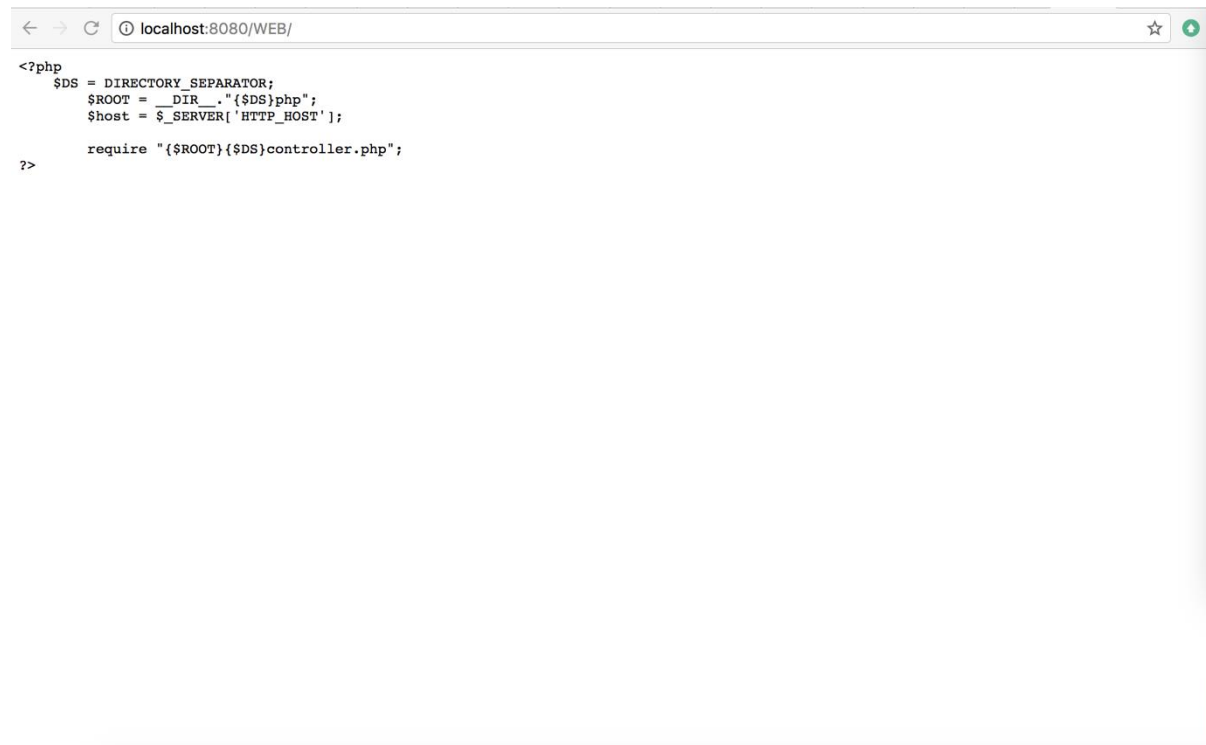 localhost:8080/WEB/
<?php
$DS = DIRECTORY_SEPARATOR;
$ROOT = __DIR__."{$DS}php";
$host = $_SERVER['HTTP_HOST'];
require "{$ROOT}{$DS}controller.php";
?>